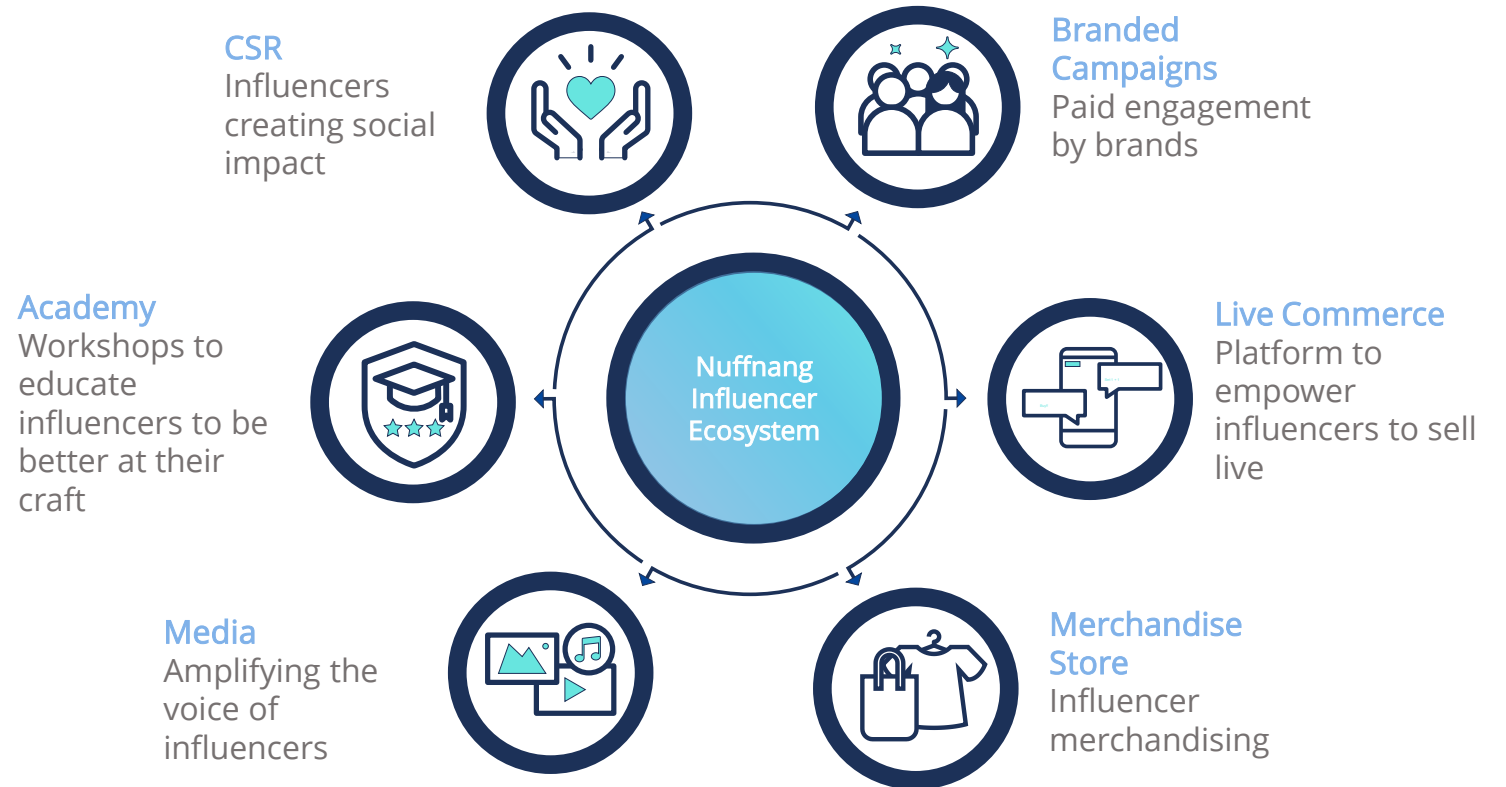 CSR
Influencers
creating social
impact
Branded
Campaigns
Paid engagement
by brands
Academy
Workshops to
educate
influencers to be
better at their
craft
Nuffnang
Influencer
Ecosystem
Live Commerce
Platform to
empower
influencers to sell
live
Media
Amplifying the
voice of
influencers
Merchandise
Store
Influencer
merchandising